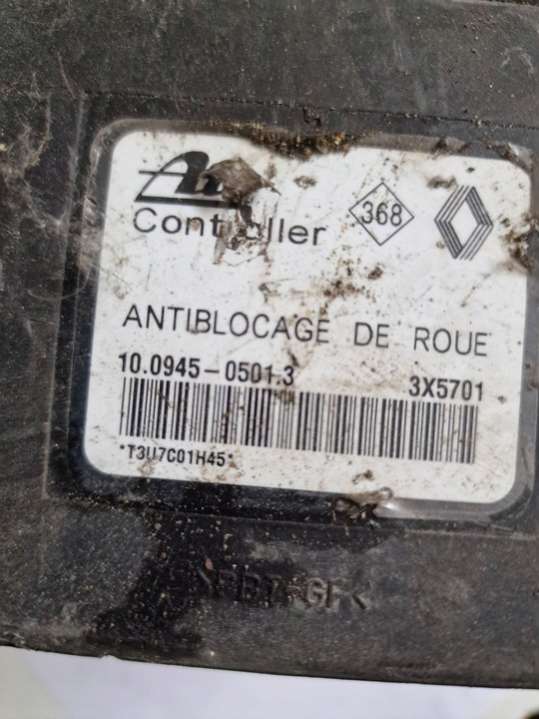 368
Controller
ANTIBLOCAGE DE ROUE
10.0945-0501.3 3X5701
*T3U7C01H45*